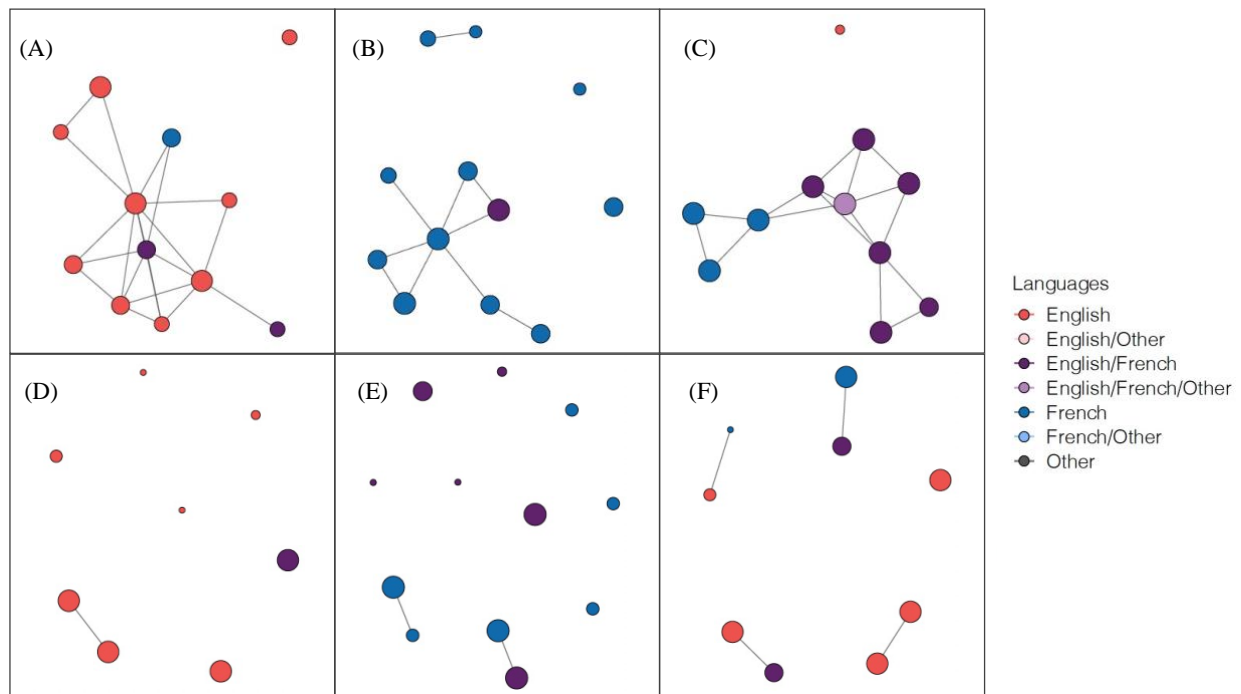 (A)
(B)
(C)
(D)
(E)
(F)
Languages
English
English/Other
English/French
English/French/Other
French
French/Other
Other